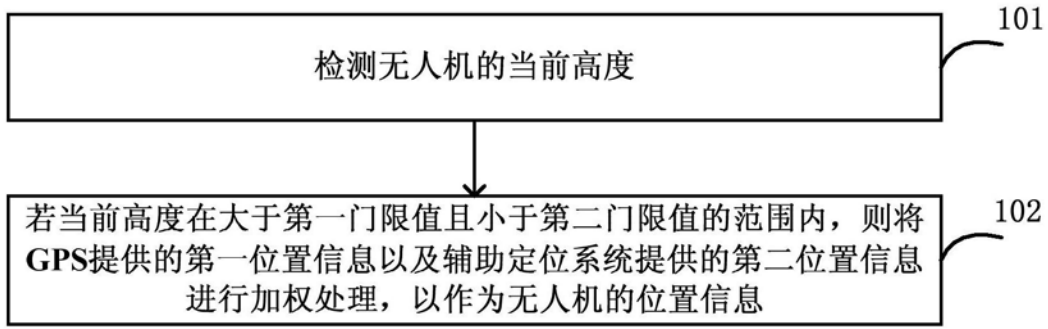 101
检测无人机的当前高度
102
若当前高度在大于第一门限值且小于第二门限值的范围内，则将
GPS提供的第一位置信息以及辅助定位系统提供的第二位置信息
进行加权处理，以作为无人机的位置信息